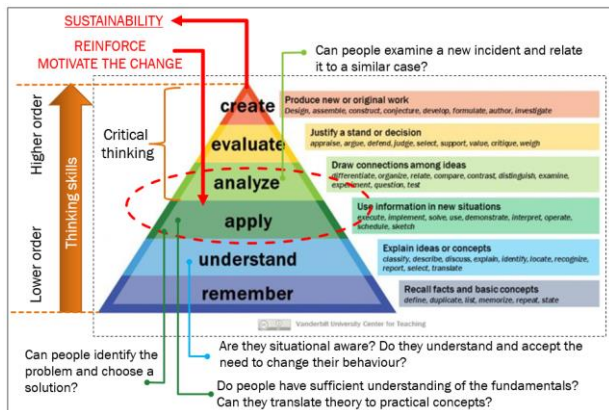 SUSTAINABILITY
REINFORCE
MOTIVATE THE CHANGE
Can people examine a new incident and relate
it to a similar case?
Higher order
Thinking skills
Lower order
Critical
thinking
create
Produce new or original work
Design, assemble, construct, conjecture, develop, formulate, author, investigate
evaluate
Justify a stand or decision
appraise, argue, defend, judge, select, support, value, critique, weigh
analyze
Draw connections among ideas
differentiate, organize, relate, compare, contrast, distinguish, examine,
experiment, question, test
apply
Use information in new situations
execute, implement, solve, use, demonstrate, interpret, operate,
schedule, sketch
understand
Explain ideas or concepts
classify, describe, discuss, explain, identify, locate, recognize,
report, select, translate
remember
Recall facts and basic concepts
define, duplicate, list, memorize, repeat, state
Vanderbilt University Center for Teaching
Can people identify the
problem and choose a
solution?
Are they situational aware? Do they understand and accept the
need to change their behaviour?
Do people have sufficient understanding of the fundamentals?
Can they translate theory to practical concepts?